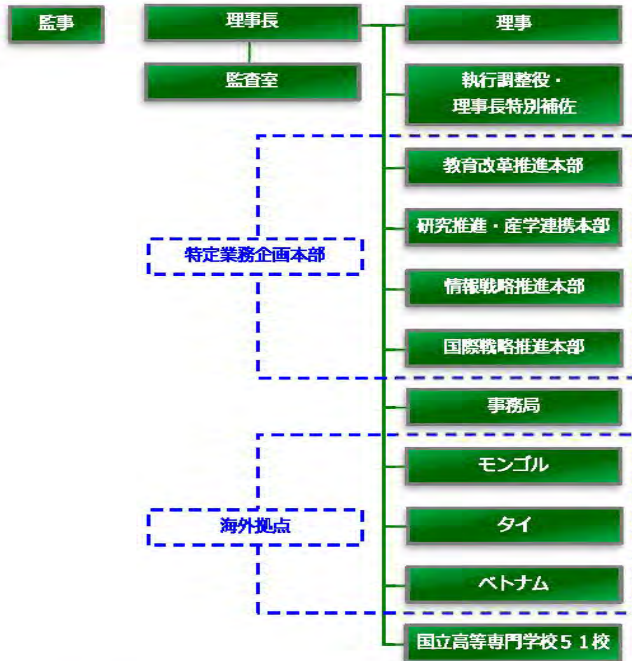 監事
理事長
理事
監査室
執行調整役・
理事長特別補佐
教育改革推進本部
研究推進・産学連携本部
特定業務企画本部
情報戦略推進本部
国際戦略推進本部
事務局
モンゴル
海外拠点
タイ
ベトナム
国立高等専門学校５１校